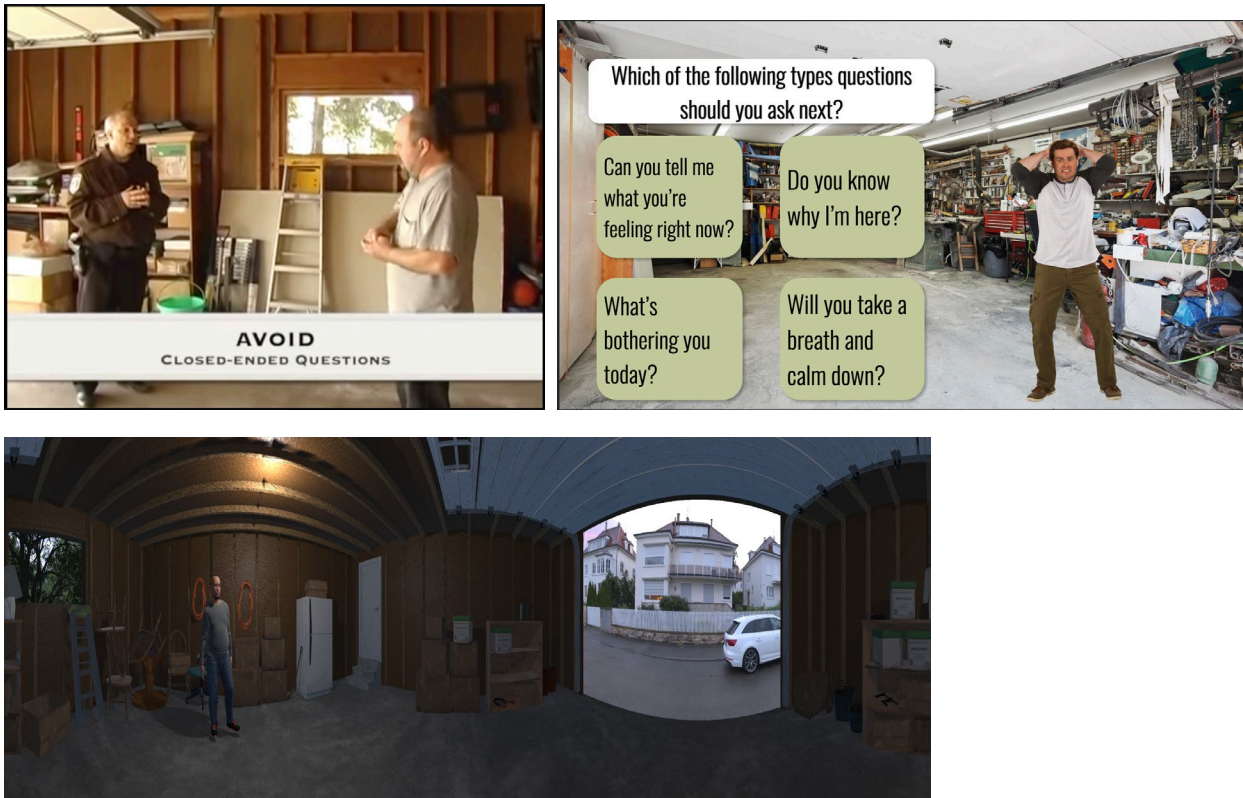 AVOID
CLOSED-ENDED QUESTIONS
Which of the following types questions
should you ask next?
Can you tell me
what you're
feeling right now?
Do you know
why I'm here?
What's
bothering you
today?
Will you take a
breath and
calm down?